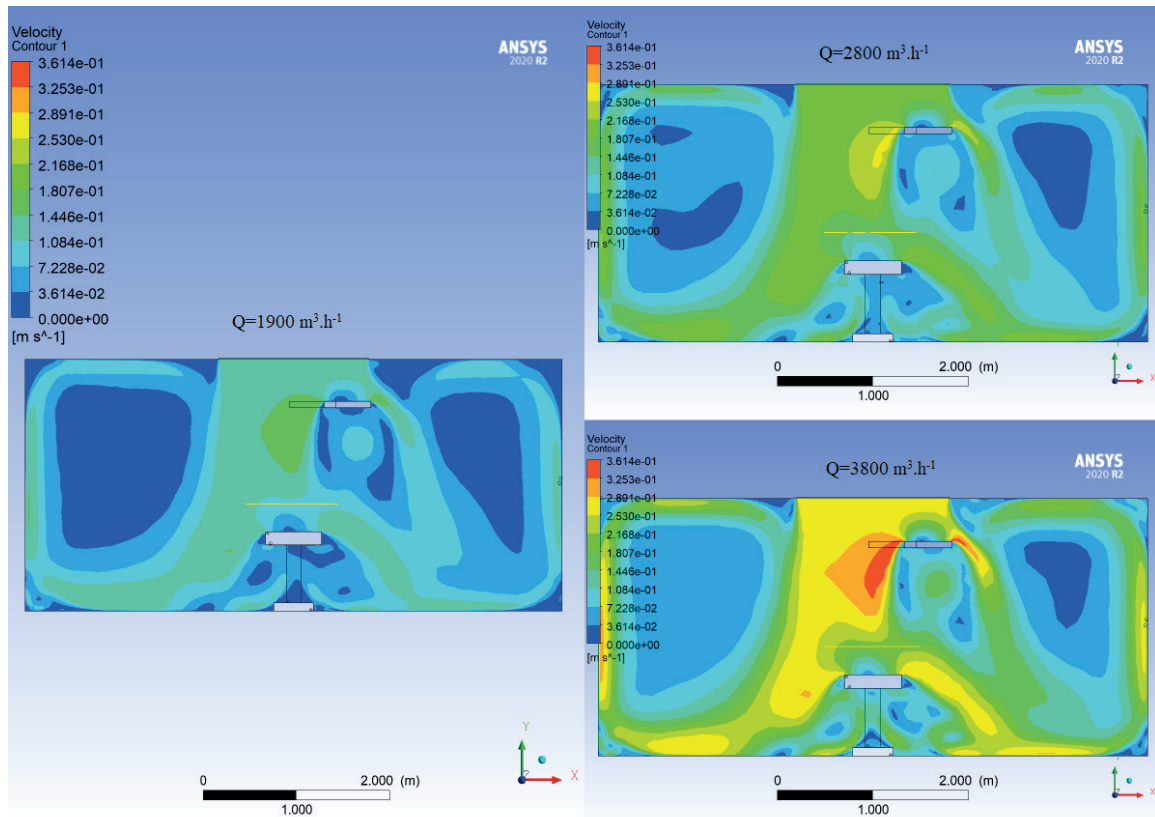 Velocity
Contour 1
3.614e-01
3.253e-01
2.891e-01
2.530e-01
2.168e-01
1.807e-01
1.446e-01
1.084e-01
7.228e-02
3.614e-02
0.000e+00
[m s^-1]
ANSYS
2020 R2
Q=1900 m³.h⁻¹
Y
Z
X
0
2.000 (m)
1.000
Velocity
Contour 1
3.614e-01
3.253e-01
2.891e-01
2.530e-01
2.168e-01
1.807e-01
1.446e-01
1.084e-01
7.228e-02
3.614e-02
0.000e+00
[m s^-1]
Q=2800 m³.h⁻¹
ANSYS
2020 R2
0
2.000 (m)
1.000
Y
Z
X
Velocity
Contour 1
3.614e-01
3.253e-01
2.891e-01
2.530e-01
2.168e-01
1.807e-01
1.446e-01
1.084e-01
7.228e-02
3.614e-02
0.000e+00
[m s^-1]
Q=3800 m³.h⁻¹
ANSYS
2020 R2
0
2.000 (m)
1.000
Y
Z
X